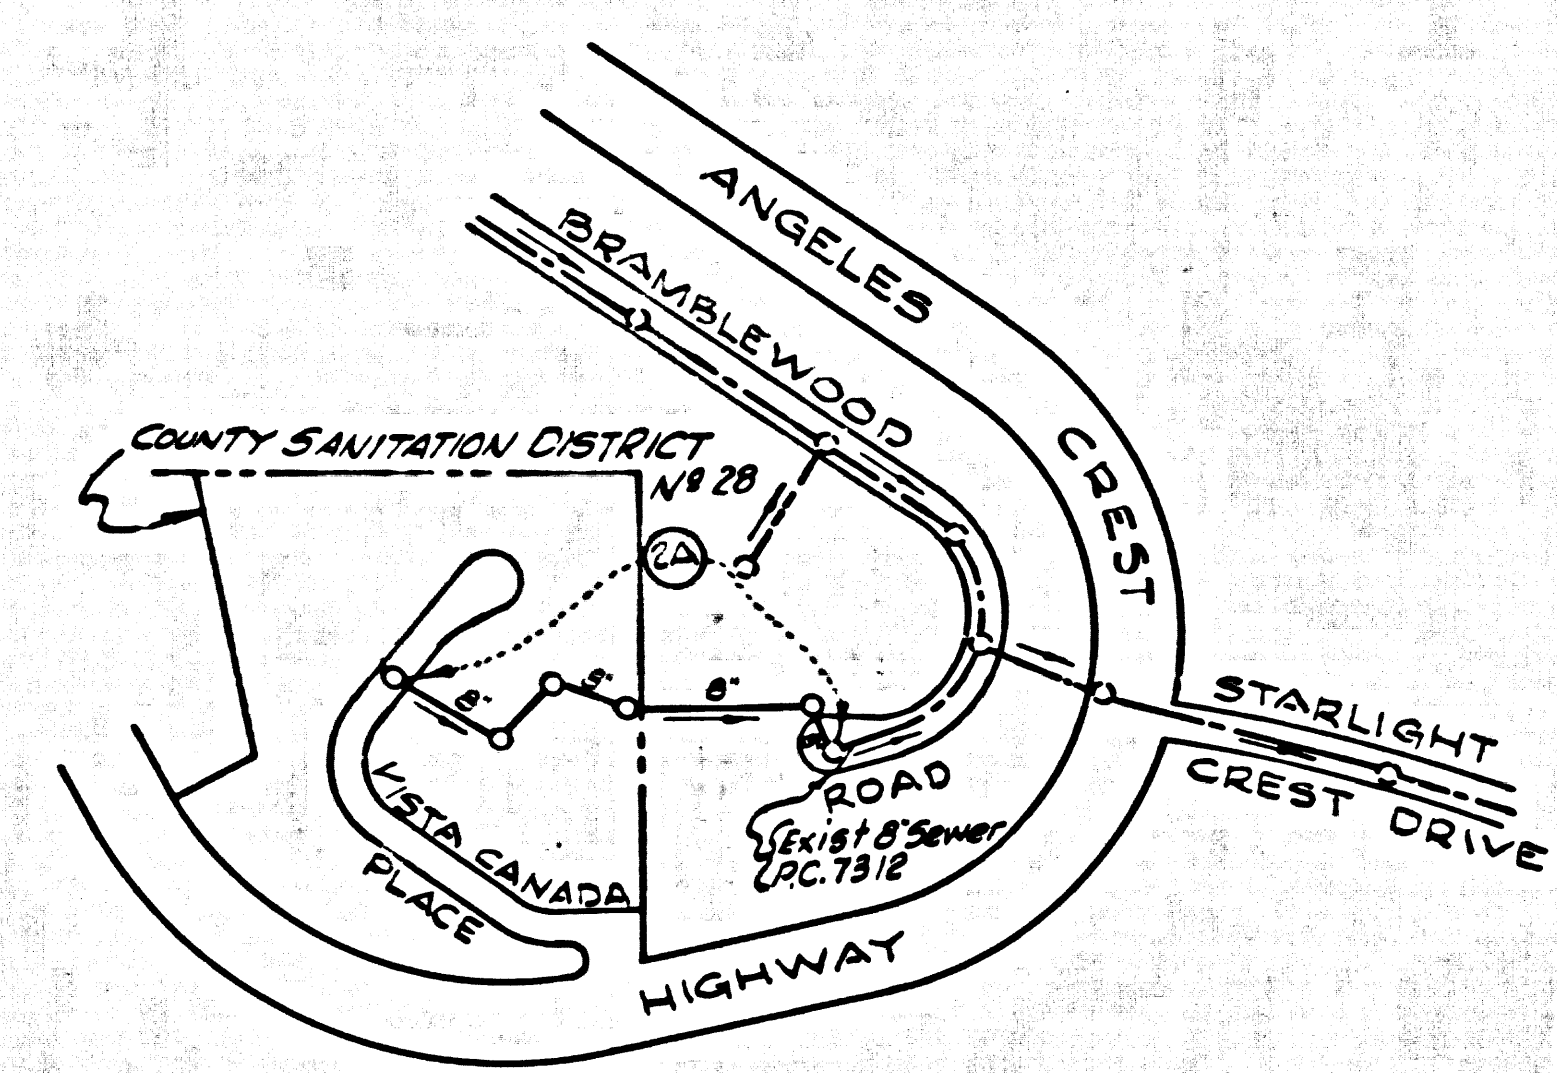 ANGELES
CREST
HIGHWAY
BRAMBLEWOOD
ROAD
COUNTY SANITATION DISTRICT
Nº 28
2A
8"
8"
8"
STARLIGHT
CREST DRIVE
VISTA CANADA
PLACE
Exist 8" Sewer
P.C. 7312